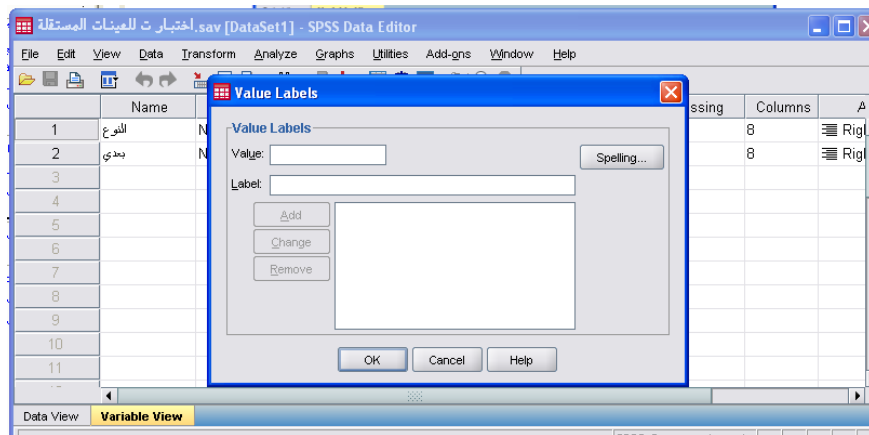 اختبار ت للعينات المستقلة.sav [DataSet1] - SPSS Data Editor
File Edit View Data Transform Analyze Graphs Utilities Add-ons Window Help
Value Labels
Name ssing Columns A
Value Labels
1 النوع N 8 Righ
Value: Spelling...
2 بعدي N 8 Righ
Label:
3
4
Add
5
Change
6
Remove
7
8
9
10
OK Cancel Help
11
Data View Variable View